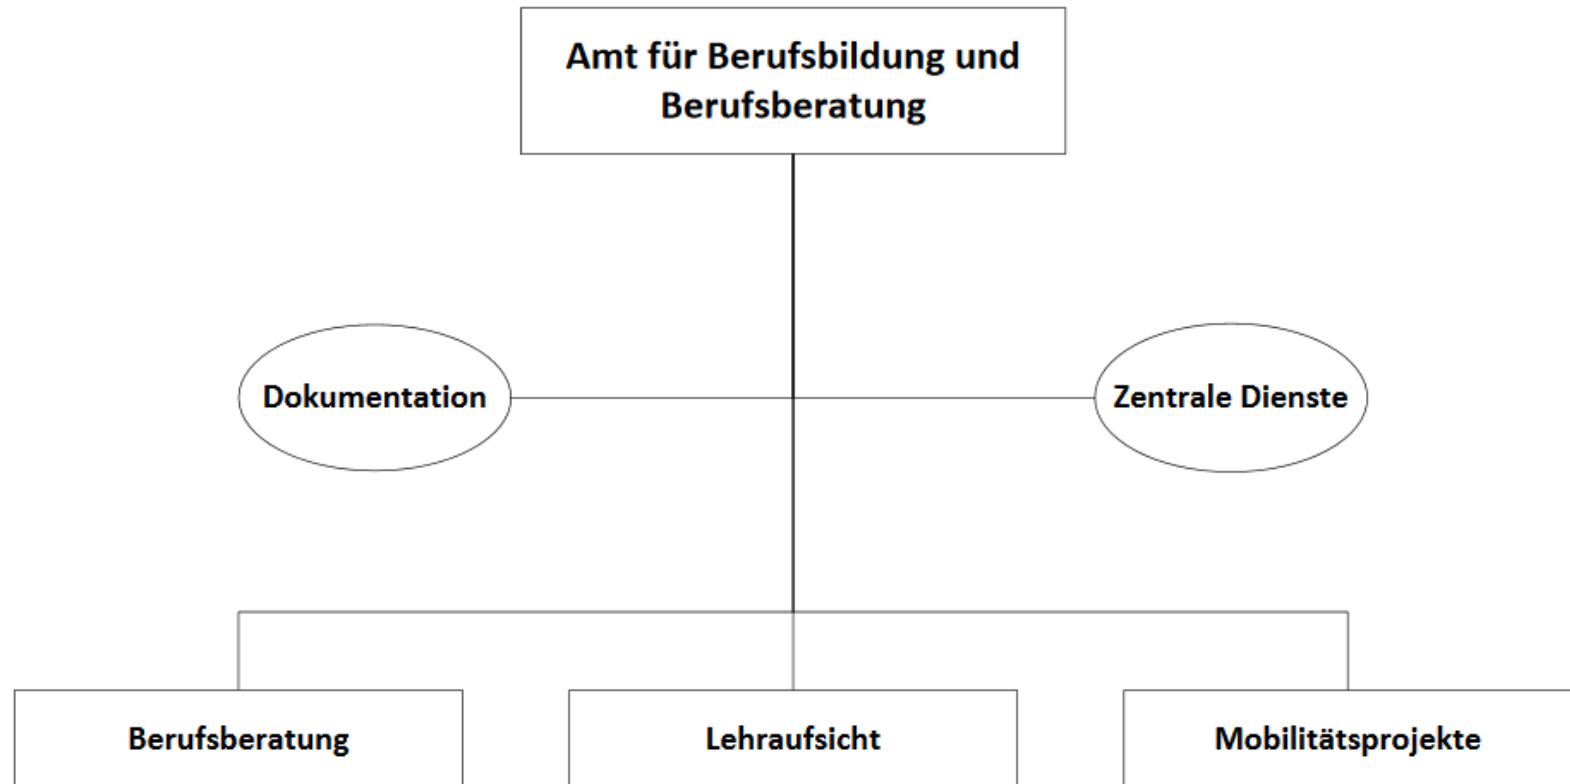 Amt für Berufsbildung und
Berufsberatung
Dokumentation
Zentrale Dienste
Berufsberatung
Lehraufsicht
Mobilitätsprojekte